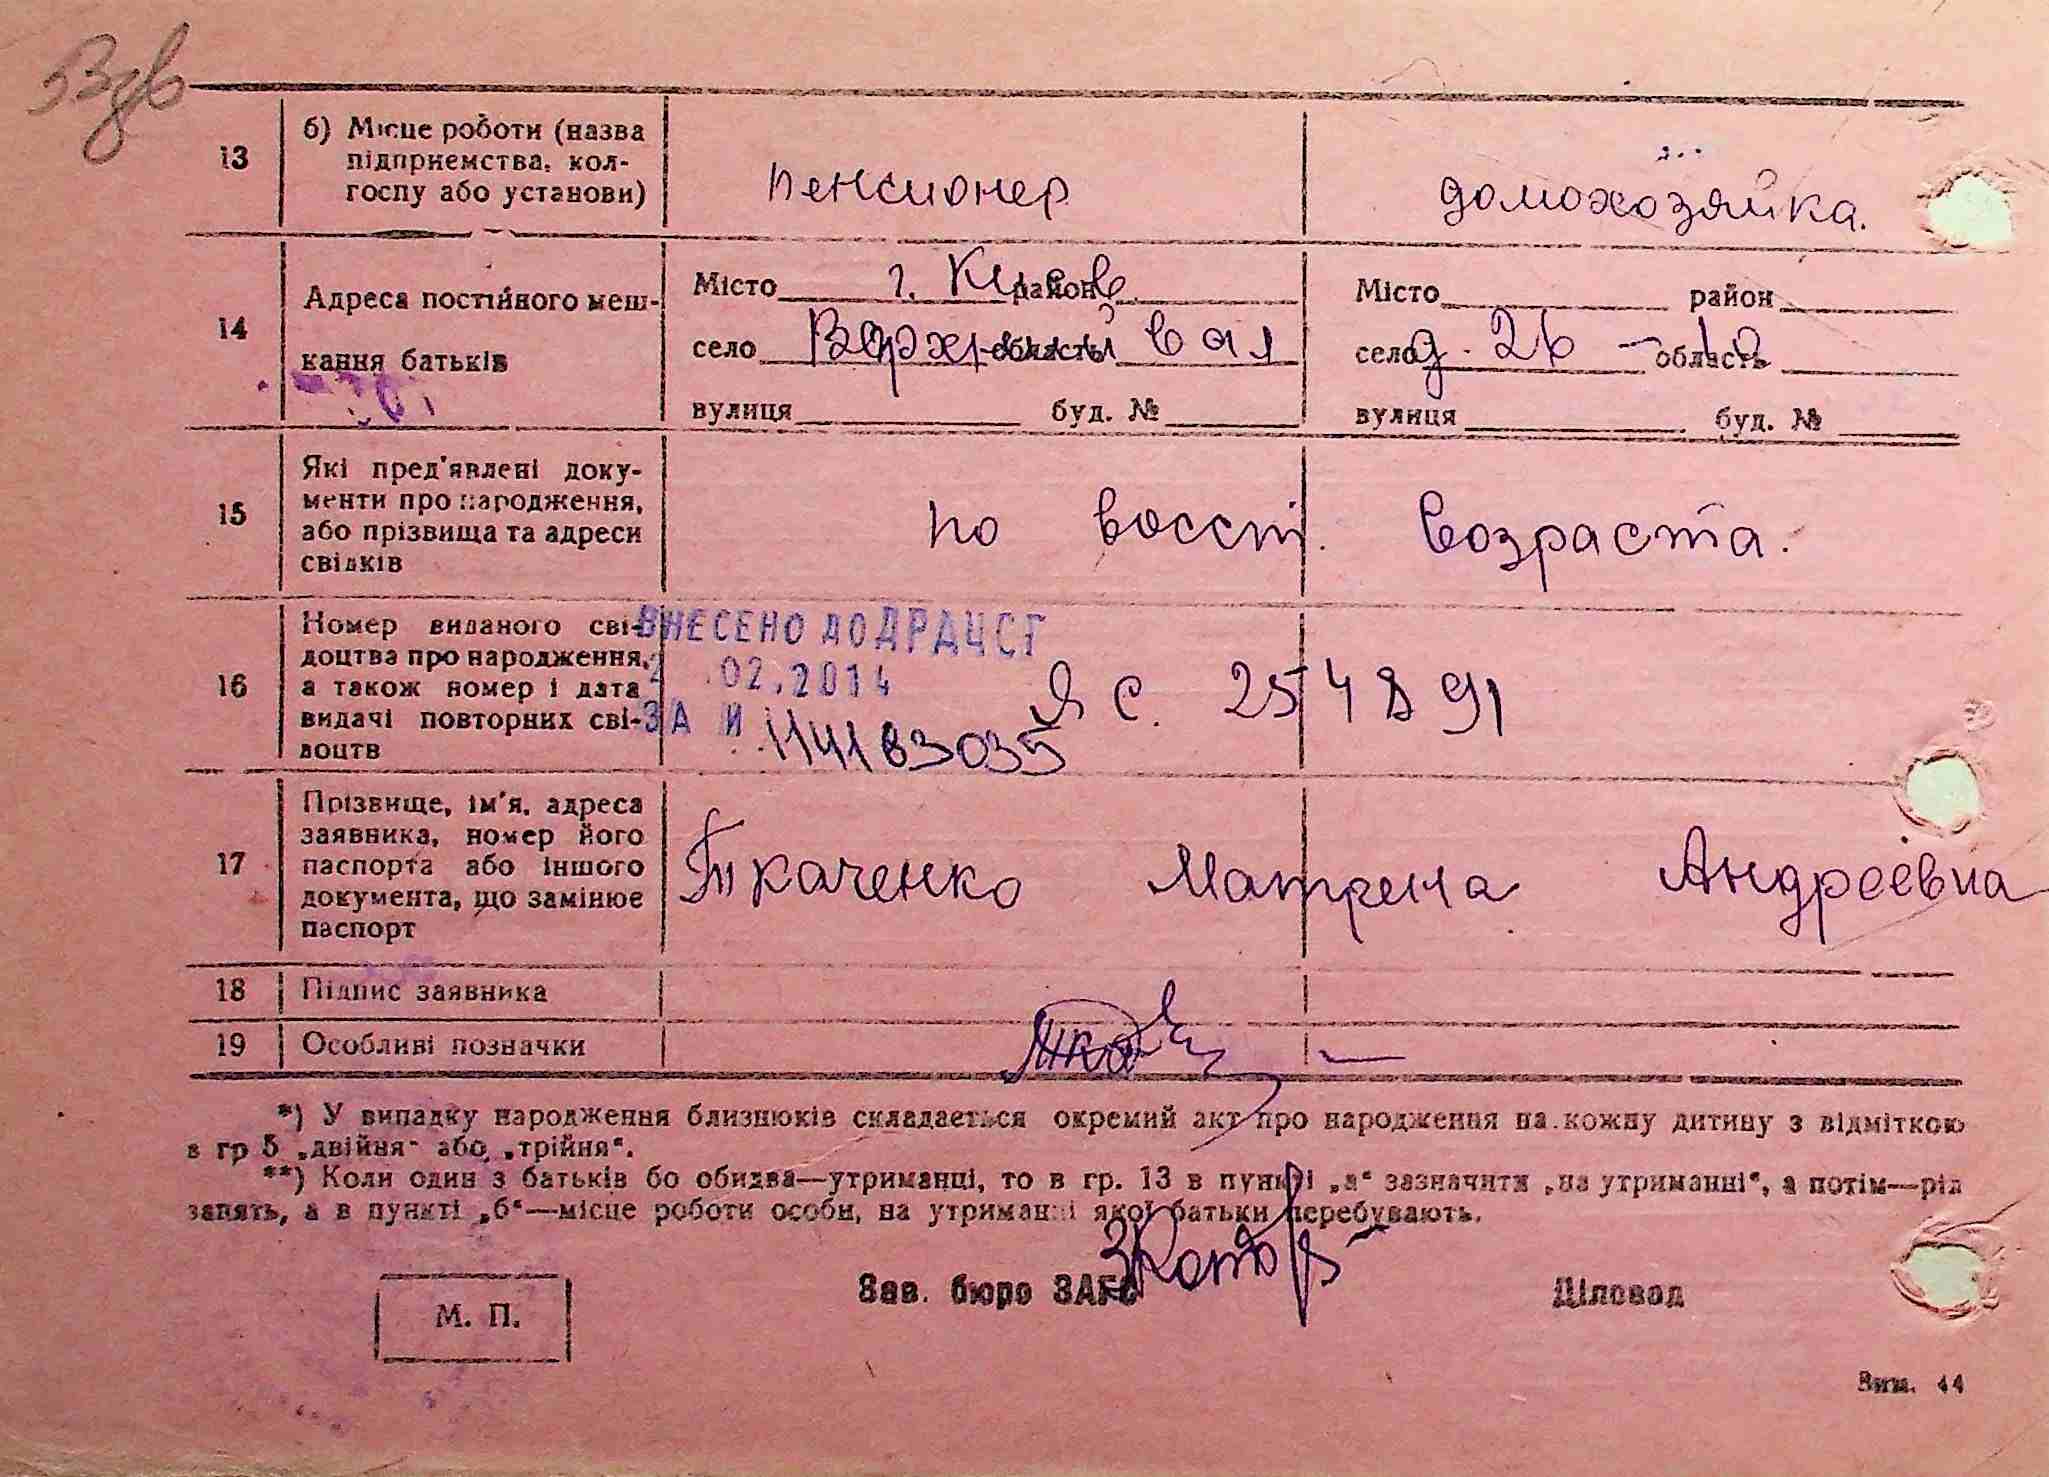 13
б) Місце роботи (назва
підприємства, кол-
госпу або установи)
пенсионер
домохозяйка.
14
Адреса постійного меш-
кання батьків
Місто г. Киеве район
село Верхний область вал
вулиця буд. №
Місто район
село д. 26 – 10 область
вулиця буд. №
15
Які пред'явлені доку-
менти про народження,
або прізвища та адреси
свідків
по восст. возраста.
16
Номер виданого сві-
доцтва про народження,
а також номер і дата
видачі повторних сві-
доцтв
ВНЕСЕНО ДО ДРАЦСГ
.02.2014
ЗА И 1141183035
Я С. 254891
17
Прізвище, ім'я, адреса
заявника, номер його
паспорта або іншого
документа, що замінює
паспорт
Ткаченко Матрена Андреевна
18
Підпис заявника
19
Особливі позначки
—
*) У випадку народження близнюків складається окремий акт про народження на кожну дитину з відміткою
в гр 5 „двійня" або „трійня".
**) Коли один з батьків бо обидва—утриманці, то в гр. 13 в пункті „а" зазначити „на утриманні", а потім—рід
занять, а в пункті „б"—місце роботи особи, на утриманні якої батьки перебувають.
М. П.
Зав. бюро ЗАГС
Діловод
Вим. 44